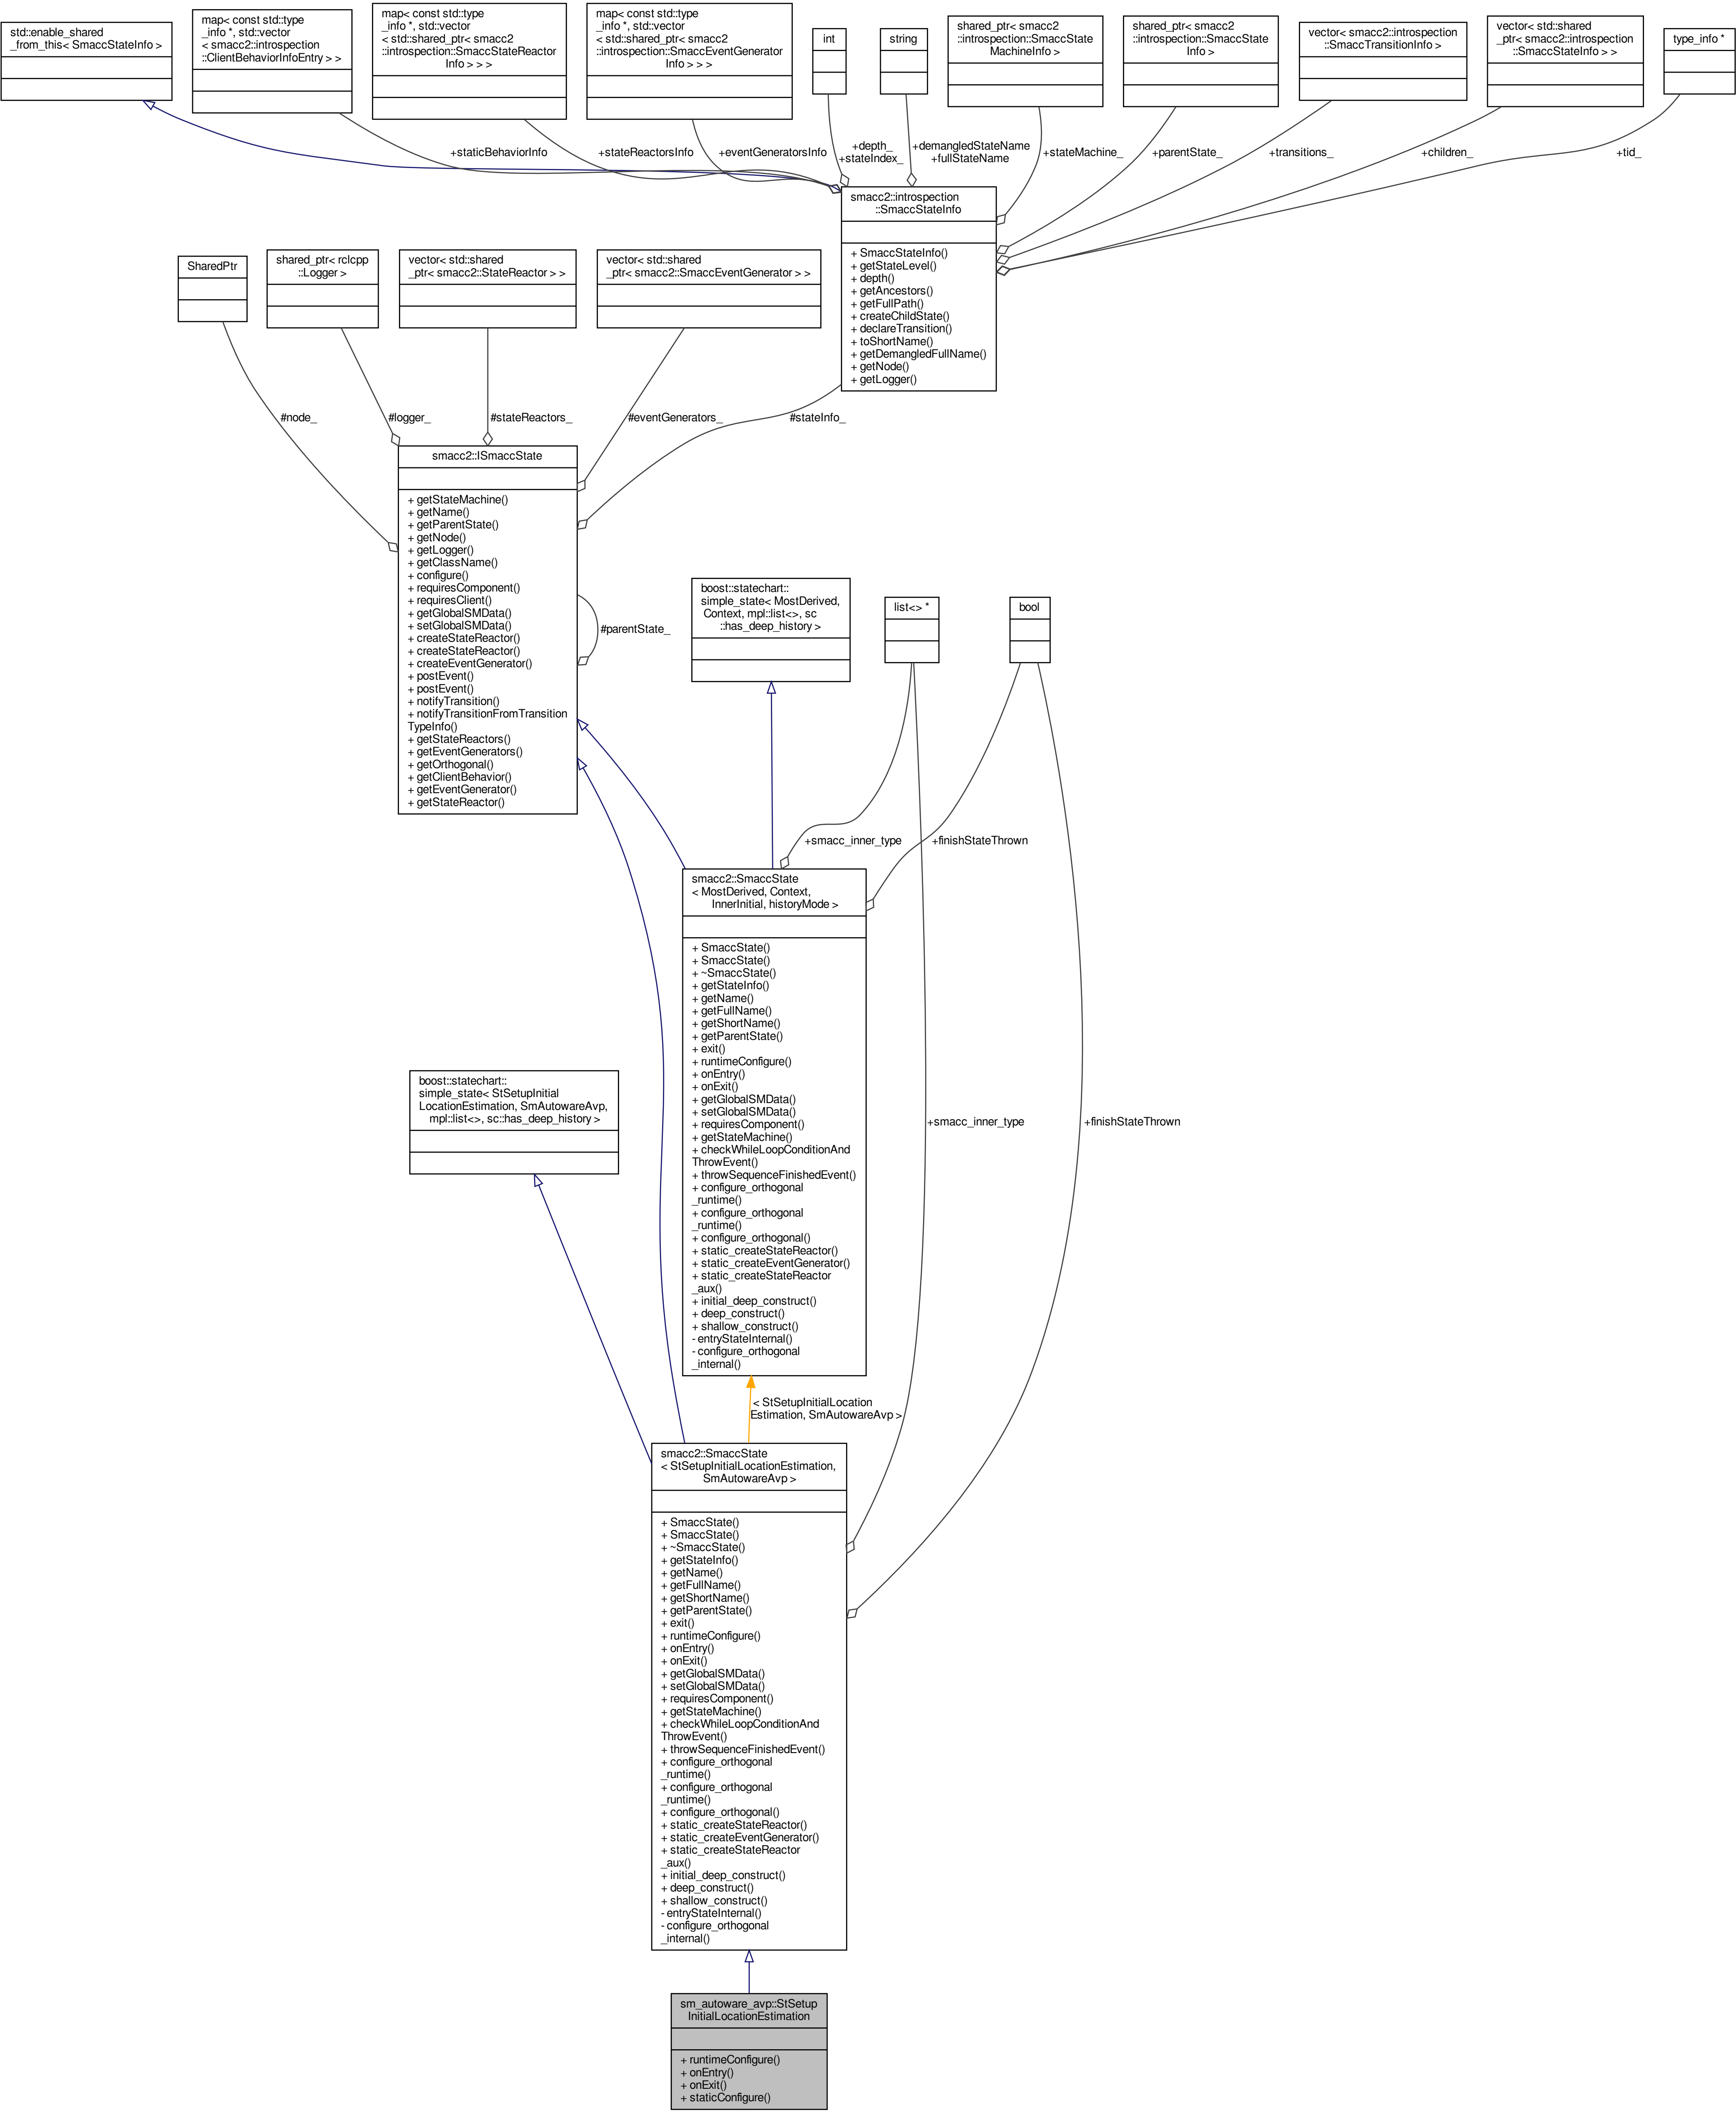 std::enable_shared
_from_this< SmaccStateInfo >
map< const std::type
_info *, std::vector
< smacc2::introspection
::ClientBehaviorInfoEntry > >
map< const std::type
_info *, std::vector
< std::shared_ptr< smacc2
::introspection::SmaccStateReactor
Info > > >
map< const std::type
_info *, std::vector
< std::shared_ptr< smacc2
::introspection::SmaccEventGenerator
Info > > >
int
string
shared_ptr< smacc2
::introspection::SmaccState
MachineInfo >
shared_ptr< smacc2
::introspection::SmaccState
Info >
vector< smacc2::introspection
::SmaccTransitionInfo >
vector< std::shared
_ptr< smacc2::introspection
::SmaccStateInfo > >
type_info *
+staticBehaviorInfo
+stateReactorsInfo
+eventGeneratorsInfo
+depth_
+stateIndex_
+demangledStateName
+fullStateName
+stateMachine_
+parentState_
+transitions_
+children_
+tid_
smacc2::introspection
::SmaccStateInfo
+ SmaccStateInfo()
+ getStateLevel()
+ depth()
+ getAncestors()
+ getFullPath()
+ createChildState()
+ declareTransition()
+ toShortName()
+ getDemangledFullName()
+ getNode()
+ getLogger()
SharedPtr
shared_ptr< rclcpp
::Logger >
vector< std::shared
_ptr< smacc2::StateReactor > >
vector< std::shared
_ptr< smacc2::SmaccEventGenerator > >
#node_
#logger_
#stateReactors_
#eventGenerators_
#stateInfo_
smacc2::ISmaccState
+ getStateMachine()
+ getName()
+ getParentState()
+ getNode()
+ getLogger()
+ getClassName()
+ configure()
+ requiresComponent()
+ requiresClient()
+ getGlobalSMData()
+ setGlobalSMData()
+ createStateReactor()
+ createStateReactor()
+ createEventGenerator()
+ postEvent()
+ postEvent()
+ notifyTransition()
+ notifyTransitionFromTransition
TypeInfo()
+ getStateReactors()
+ getEventGenerators()
+ getOrthogonal()
+ getClientBehavior()
+ getEventGenerator()
+ getStateReactor()
#parentState_
boost::statechart::
simple_state< MostDerived,
Context, mpl::list<>, sc
::has_deep_history >
list<> *
bool
+smacc_inner_type
+finishStateThrown
smacc2::SmaccState
< MostDerived, Context,
InnerInitial, historyMode >
+ SmaccState()
+ SmaccState()
+ ~SmaccState()
+ getStateInfo()
+ getName()
+ getFullName()
+ getShortName()
+ getParentState()
+ exit()
+ runtimeConfigure()
+ onEntry()
+ onExit()
+ getGlobalSMData()
+ setGlobalSMData()
+ requiresComponent()
+ getStateMachine()
+ checkWhileLoopConditionAnd
ThrowEvent()
+ throwSequenceFinishedEvent()
+ configure_orthogonal
_runtime()
+ configure_orthogonal
_runtime()
+ configure_orthogonal()
+ static_createStateReactor()
+ static_createEventGenerator()
+ static_createStateReactor
_aux()
+ initial_deep_construct()
+ deep_construct()
+ shallow_construct()
- entryStateInternal()
- configure_orthogonal
_internal()
boost::statechart::
simple_state< StSetupInitial
LocationEstimation, SmAutowareAvp,
mpl::list<>, sc::has_deep_history >
+smacc_inner_type
+finishStateThrown
< StSetupInitialLocation
Estimation, SmAutowareAvp >
smacc2::SmaccState
< StSetupInitialLocationEstimation,
SmAutowareAvp >
+ SmaccState()
+ SmaccState()
+ ~SmaccState()
+ getStateInfo()
+ getName()
+ getFullName()
+ getShortName()
+ getParentState()
+ exit()
+ runtimeConfigure()
+ onEntry()
+ onExit()
+ getGlobalSMData()
+ setGlobalSMData()
+ requiresComponent()
+ getStateMachine()
+ checkWhileLoopConditionAnd
ThrowEvent()
+ throwSequenceFinishedEvent()
+ configure_orthogonal
_runtime()
+ configure_orthogonal
_runtime()
+ configure_orthogonal()
+ static_createStateReactor()
+ static_createEventGenerator()
+ static_createStateReactor
_aux()
+ initial_deep_construct()
+ deep_construct()
+ shallow_construct()
- entryStateInternal()
- configure_orthogonal
_internal()
sm_autoware_avp::StSetup
InitialLocationEstimation
+ runtimeConfigure()
+ onEntry()
+ onExit()
+ staticConfigure()